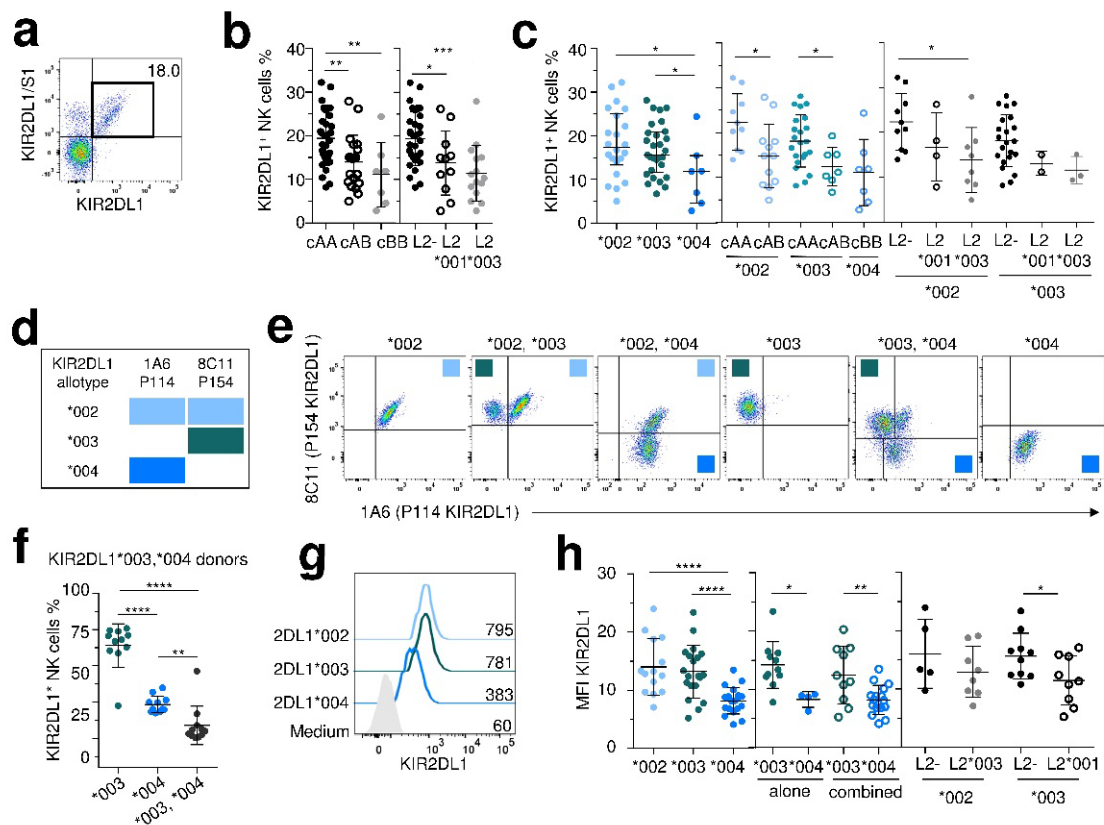 a
18.0
KIR2DL1/S1
KIR2DL1
b
KIR2DL1⁺ NK cells %
40
30
20
10
0
**
**
***
*
cAA cAB cBB L2- L2 L2
*001 *003
c
KIR2DL1⁺ NK cells %
40
30
20
10
0
*
*
*
*
*
*002 *003 *004
cAA cAB cAA cAB cBB
*002 *003 *004
L2- L2 L2 L2- L2 L2
*001 *003 *001 *003
*002 *003
d
KIR2DL1 1A6 8C11
allotype P114 P154
*002
*003
*004
e
*002 *002, *003 *002, *004 *003 *003, *004 *004
8C11 (P154 KIR2DL1)
1A6 (P114 KIR2DL1)
f
KIR2DL1*003,*004 donors
KIR2DL1⁺ NK cells %
100
75
50
25
0
****
****
**
*003
*004
*003, *004
g
2DL1*002 795
2DL1*003 781
2DL1*004 383
Medium 60
10³ 10⁴ 10⁵
KIR2DL1
h
MFI KIR2DL1
30
20
10
0
****
****
*
**
*
*002 *003 *004
*003 *004 *003 *004
alone combined
L2- L2*003 L2- L2*001
*002 *003